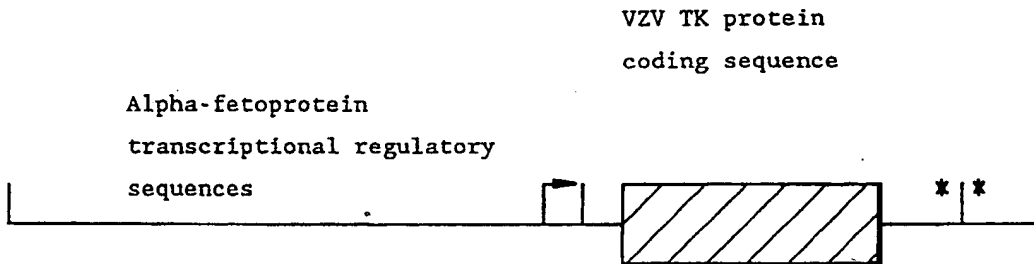 VZV TK protein
coding sequence
Alpha-fetoprotein
transcriptional regulatory
sequences
* *